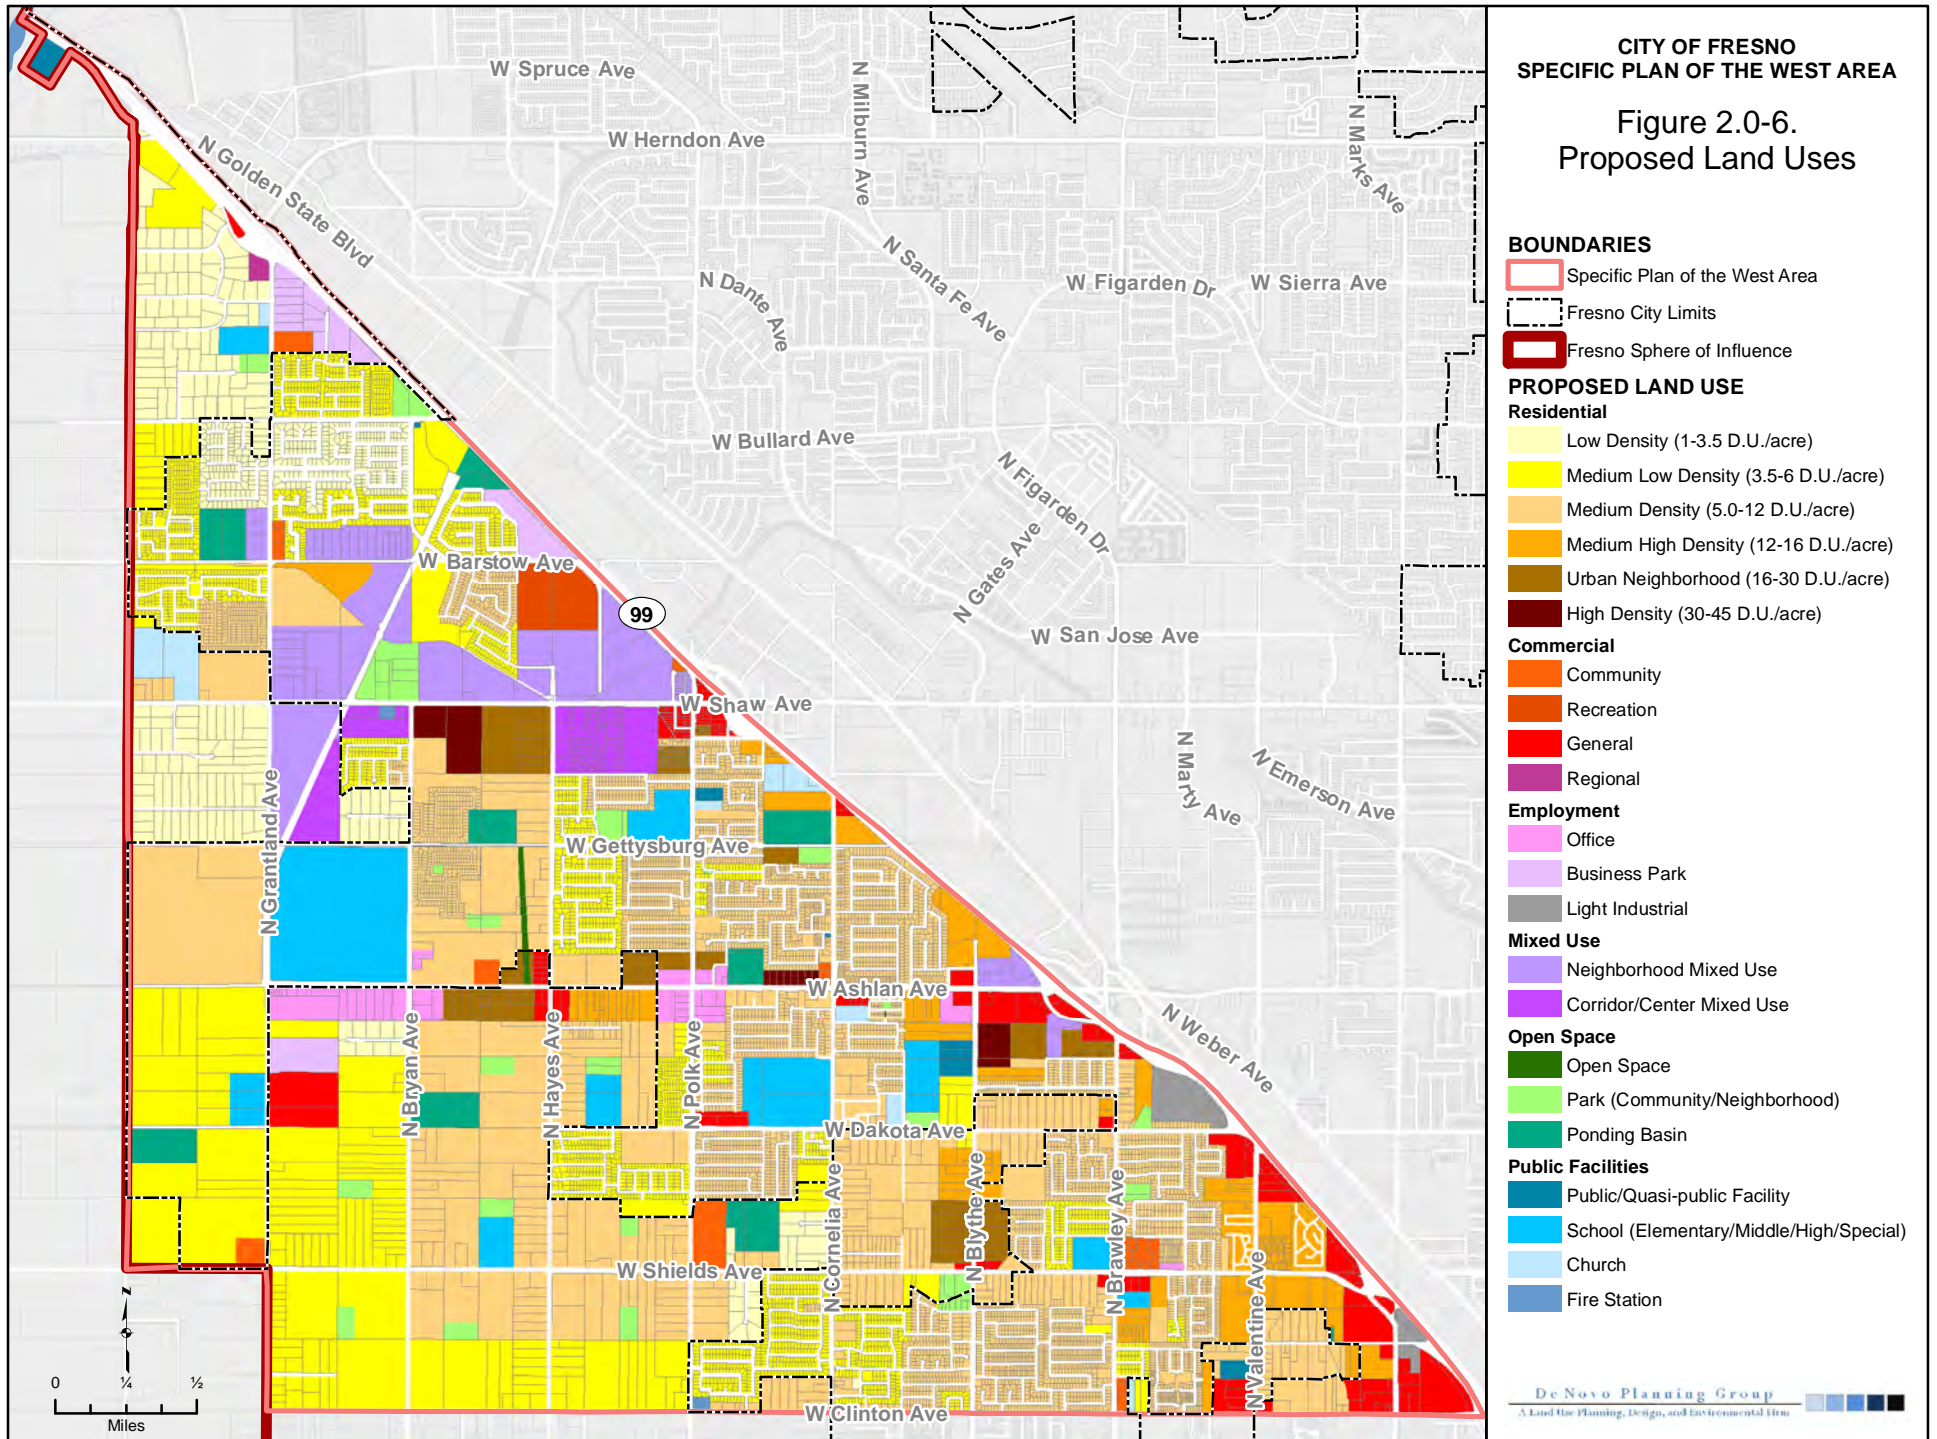 CITY OF FRESNO
SPECIFIC PLAN OF THE WEST AREA
Figure 2.0-6.
Proposed Land Uses
BOUNDARIES
Specific Plan of the West Area
Fresno City Limits
Fresno Sphere of Influence
PROPOSED LAND USE
Residential
Low Density (1-3.5 D.U./acre)
Medium Low Density (3.5-6 D.U./acre)
Medium Density (5.0-12 D.U./acre)
Medium High Density (12-16 D.U./acre)
Urban Neighborhood (16-30 D.U./acre)
High Density (30-45 D.U./acre)
Commercial
Community
Recreation
General
Regional
Employment
Office
Business Park
Light Industrial
Mixed Use
Neighborhood Mixed Use
Corridor/Center Mixed Use
Open Space
Open Space
Park (Community/Neighborhood)
Ponding Basin
Public Facilities
Public/Quasi-public Facility
School (Elementary/Middle/High/Special)
Church
Fire Station
De Novo Planning Group
A Land Use Planning, Design, and Environmental Firm
W Spruce Ave
N Milburn Ave
N Marks Ave
W Herndon Ave
N Golden State Blvd
N Santa Fe Ave
N Dante Ave
W Figarden Dr
W Sierra Ave
W Bullard Ave
N Figarden Dr
N Gates Ave
W Barstow Ave
99
W San Jose Ave
W Shaw Ave
N Marty Ave
N Emerson Ave
N Grantland Ave
W Gettysburg Ave
W Ashlan Ave
N Weber Ave
N Bryan Ave
N Hayes Ave
N Polk Ave
W Dakota Ave
N Cornelia Ave
N Blythe Ave
N Brawley Ave
W Shields Ave
N Valentine Ave
W Clinton Ave
N
0 ¼ ½
Miles